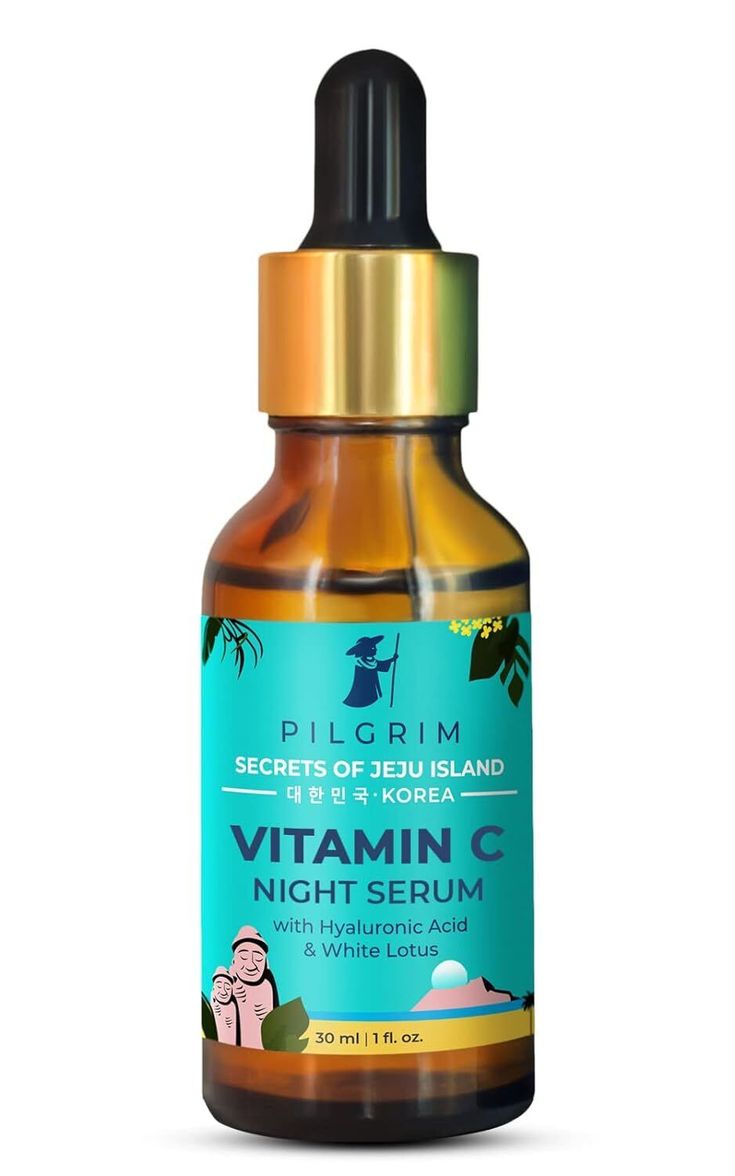 PILGRIM
SECRETS OF JEJU ISLAND
대한민국·KOREA
VITAMIN C
NIGHT SERUM
with Hyaluronic Acid
& White Lotus
30 ml | 1 fl. oz.